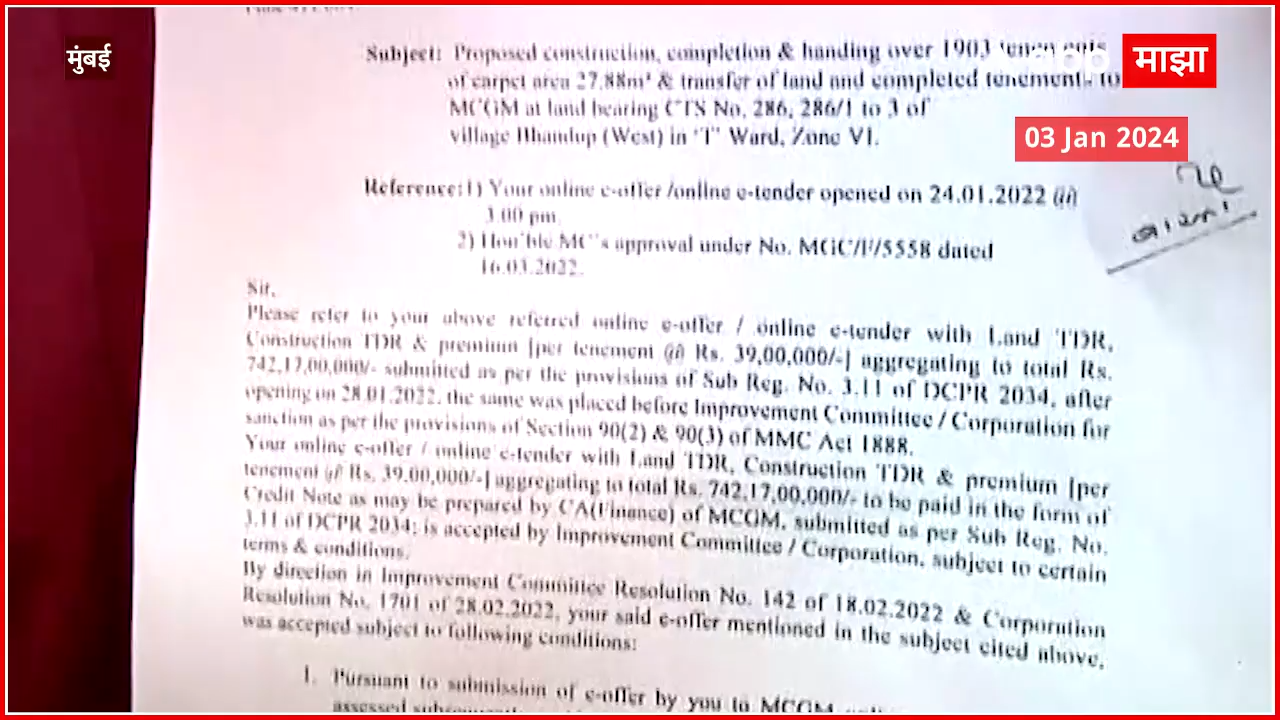 मुंबई
माझा
03 Jan 2024
Subject: Proposed construction, completion & handing over 1903 tenements
of carpet area 27.88m² & transfer of land and completed tenements to
MCGM at land bearing CTS No. 286, 286/1 to 3 of
village Bhandup (West) in 'T' Ward, Zone VI.
Reference: 1) Your online e-offer /online e-tender opened on 24.01.2022 @
3.00 pm
2) Hon'ble MC's approval under No. MGC/F/5558 dated
16.03.2022.
Sir,
Please refer to your above referred online e-offer / online e-tender with Land TDR,
Construction TDR & premium [per tenement @ Rs. 39,00,000/-] aggregating to total Rs.
742,17,00,000/- submitted as per the provisions of Sub Reg. No. 3.11 of DCPR 2034, after
opening on 28.01.2022, the same was placed before Improvement Committee / Corporation for
sanction as per the provisions of Section 90(2) & 90(3) of MMC Act 1888.
Your online e-offer / online e-tender with Land TDR, Construction TDR & premium [per
tenement @ Rs. 39,00,000/-] aggregating to total Rs. 742,17,00,000/- to be paid in the form of
Credit Note as may be prepared by CA(Finance) of MCGM, submitted as per Sub Reg. No.
3.11 of DCPR 2034; is accepted by Improvement Committee / Corporation, subject to certain
terms & conditions.
By direction in Improvement Committee Resolution No. 142 of 18.02.2022 & Corporation
Resolution No. 1701 of 28.02.2022, your said e-offer mentioned in the subject cited above,
was accepted subject to following conditions:
1. Pursuant to submission of e-offer by you to MCGM
assessed